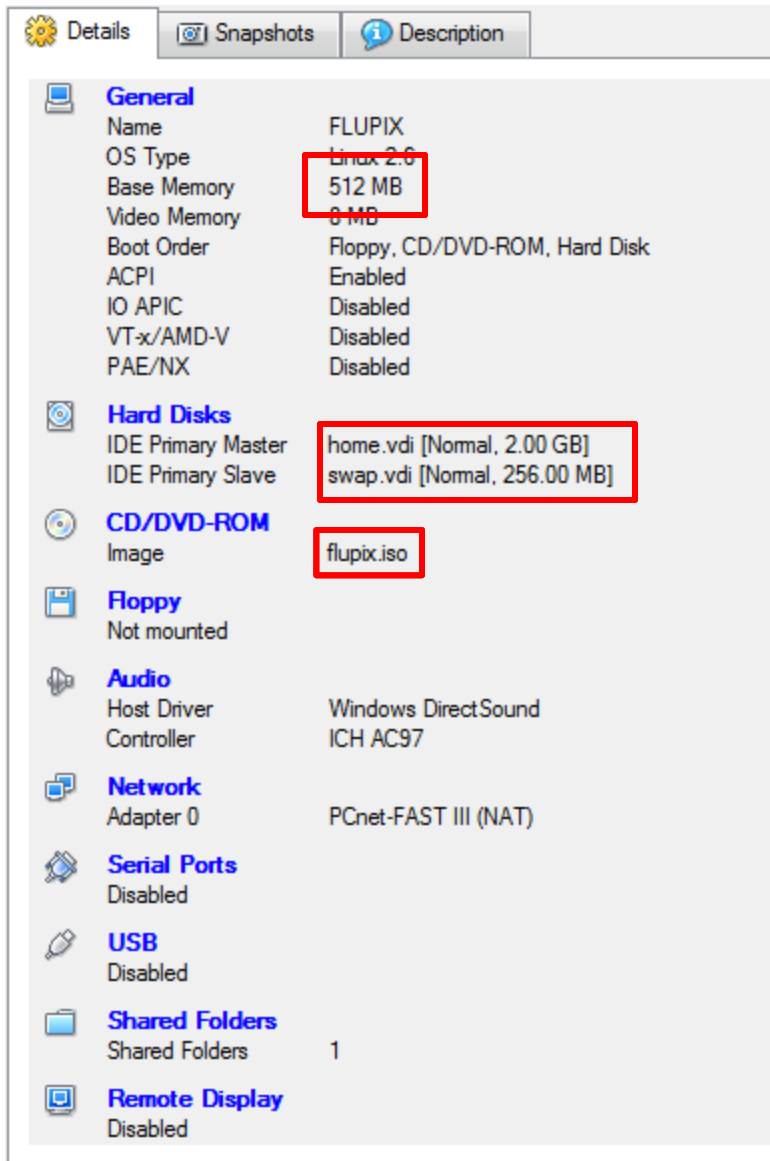 Details Snapshots Description
General
Name FLUPIX
OS Type Linux 2.6
Base Memory 512 MB
Video Memory 8 MB
Boot Order Floppy, CD/DVD-ROM, Hard Disk
ACPI Enabled
IO APIC Disabled
VT-x/AMD-V Disabled
PAE/NX Disabled
Hard Disks
IDE Primary Master home.vdi [Normal, 2.00 GB]
IDE Primary Slave swap.vdi [Normal, 256.00 MB]
CD/DVD-ROM
Image flupix.iso
Floppy
Not mounted
Audio
Host Driver Windows DirectSound
Controller ICH AC97
Network
Adapter 0 PCnet-FAST III (NAT)
Serial Ports
Disabled
USB
Disabled
Shared Folders
Shared Folders 1
Remote Display
Disabled